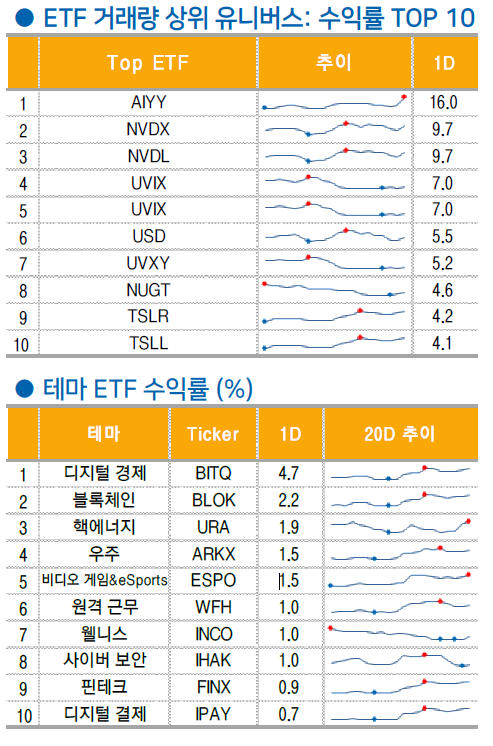 ● ETF 거래량 상위 유니버스: 수익률 TOP 10
Top ETF 추이 1D
1 AIYY 16.0
2 NVDX 9.7
3 NVDL 9.7
4 UVIX 7.0
5 UVIX 7.0
6 USD 5.5
7 UVXY 5.2
8 NUGT 4.6
9 TSLR 4.2
10 TSLL 4.1
● 테마 ETF 수익률 (%)
테마 Ticker 1D 20D 추이
1 디지털 경제 BITQ 4.7
2 블록체인 BLOK 2.2
3 핵에너지 URA 1.9
4 우주 ARKX 1.5
5 비디오 게임&eSports ESPO 1.5
6 원격 근무 WFH 1.0
7 웰니스 INCO 1.0
8 사이버 보안 IHAK 1.0
9 핀테크 FINX 0.9
10 디지털 결제 IPAY 0.7